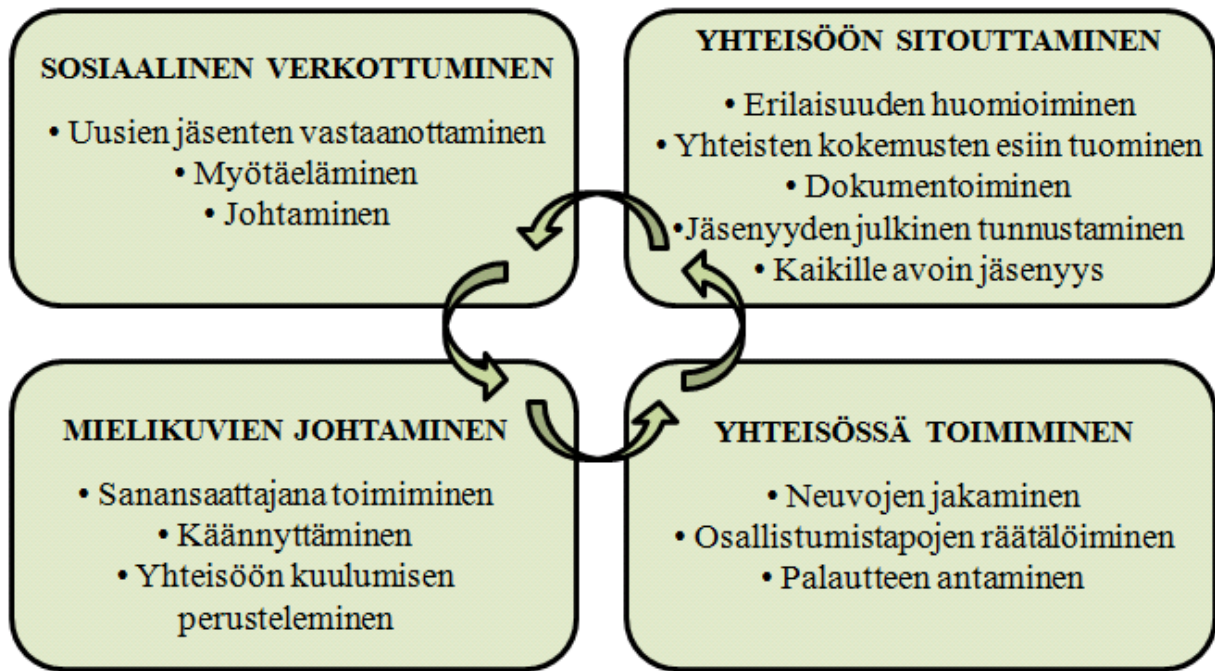 SOSIAALINEN VERKOTTUMINEN
• Uusien jäsenten vastaanottaminen
• Myötäeläminen
• Johtaminen
YHTEISÖÖN SITOUTTAMINEN
• Erilaisuuden huomioiminen
• Yhteisten kokemusten esiin tuominen
• Dokumentoiminen
•Jäsenyyden julkinen tunnustaminen
• Kaikille avoin jäsenyys
MIELIKUVIEN JOHTAMINEN
• Sanansaattajana toimiminen
• Käännyttäminen
• Yhteisöön kuulumisen
perusteleminen
YHTEISÖSSÄ TOIMIMINEN
• Neuvojen jakaminen
• Osallistumistapojen räätälöiminen
• Palautteen antaminen